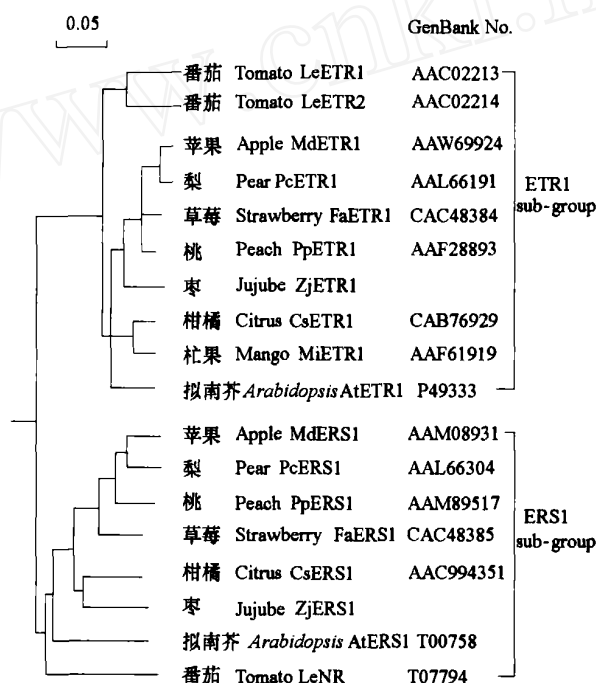 0.05 GenBank No.
番茄 Tomato LeETR1 AAC02213
番茄 Tomato LeETR2 AAC02214
苹果 Apple MdETR1 AAW69924
梨 Pear PcETR1 AAL66191
ETR1
sub-group
草莓 Strawberry FaETR1 CAC48384
桃 Peach PpETR1 AAF28893
枣 Jujube ZjETR1
柑橘 Citrus CsETR1 CAB76929
杧果 Mango MiETR1 AAF61919
拟南芥 Arabidopsis AtETR1 P49333
苹果 Apple MdERS1 AAM08931
梨 Pear PcERS1 AAL66304
桃 Peach PpERS1 AAM89517
ERS1
sub-group
草莓 Strawberry FaERS1 CAC48385
柑橘 Citrus CsERS1 AAC994351
枣 Jujube ZjERS1
拟南芥 Arabidopsis AtERS1 T00758
番茄 Tomato LeNR T07794
www.cnki.n